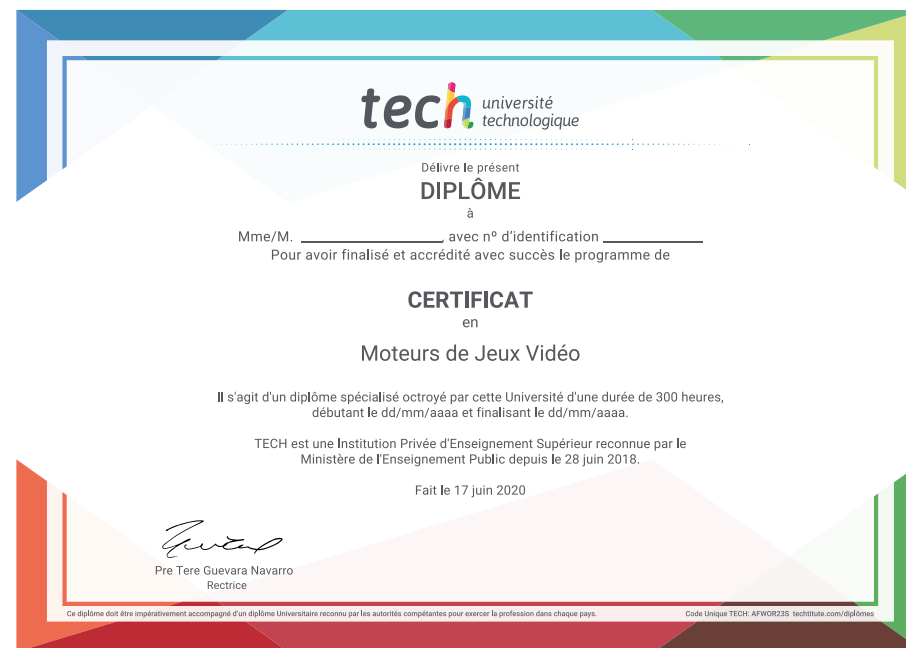 tech université
technologique
Délivre le présent
DIPLÔME
à
Mme/M. ____________________, avec nº d'identification ______________
Pour avoir finalisé et accrédité avec succès le programme de
CERTIFICAT
en
Moteurs de Jeux Vidéo
Il s'agit d'un diplôme spécialisé octroyé par cette Université d'une durée de 300 heures,
débutant le dd/mm/aaaa et finalisant le dd/mm/aaaa.
TECH est une Institution Privée d'Enseignement Supérieur reconnue par le
Ministère de l'Enseignement Public depuis le 28 juin 2018.
Fait le 17 juin 2020
Pre Tere Guevara Navarro
Rectrice
Ce diplôme doit être impérativement accompagné d'un diplôme Universitaire reconnu par les autorités compétantes pour exercer la profession dans chaque pays.
Code Unique TECH: AFWOR23S techtitute.com/diplômes